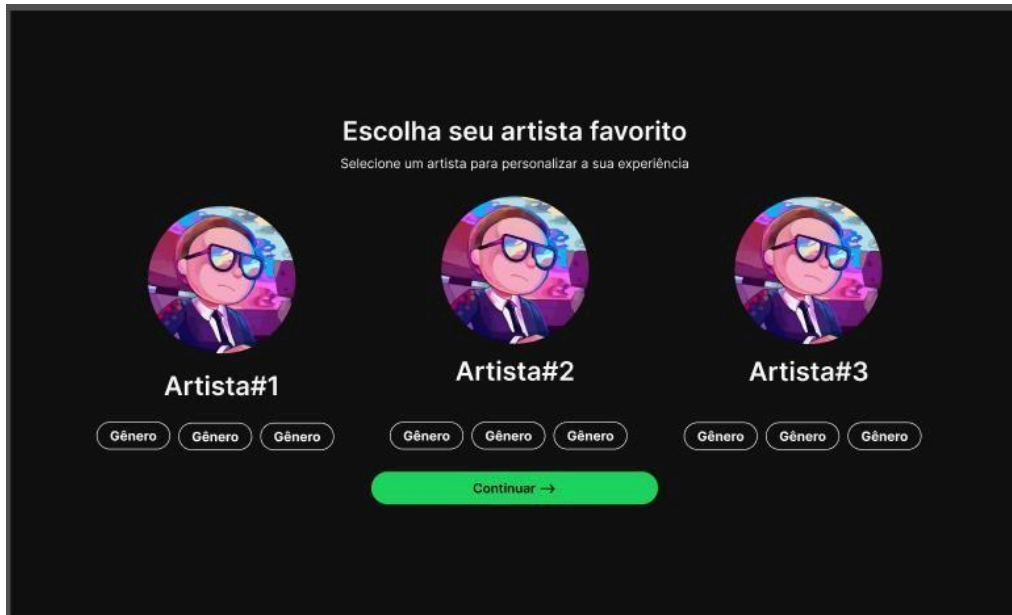 Escolha seu artista favorito
Selecione um artista para personalizar a sua experiência
Artista#1
Artista#2
Artista#3
Gênero Gênero Gênero
Gênero Gênero Gênero
Gênero Gênero Gênero
Continuar →